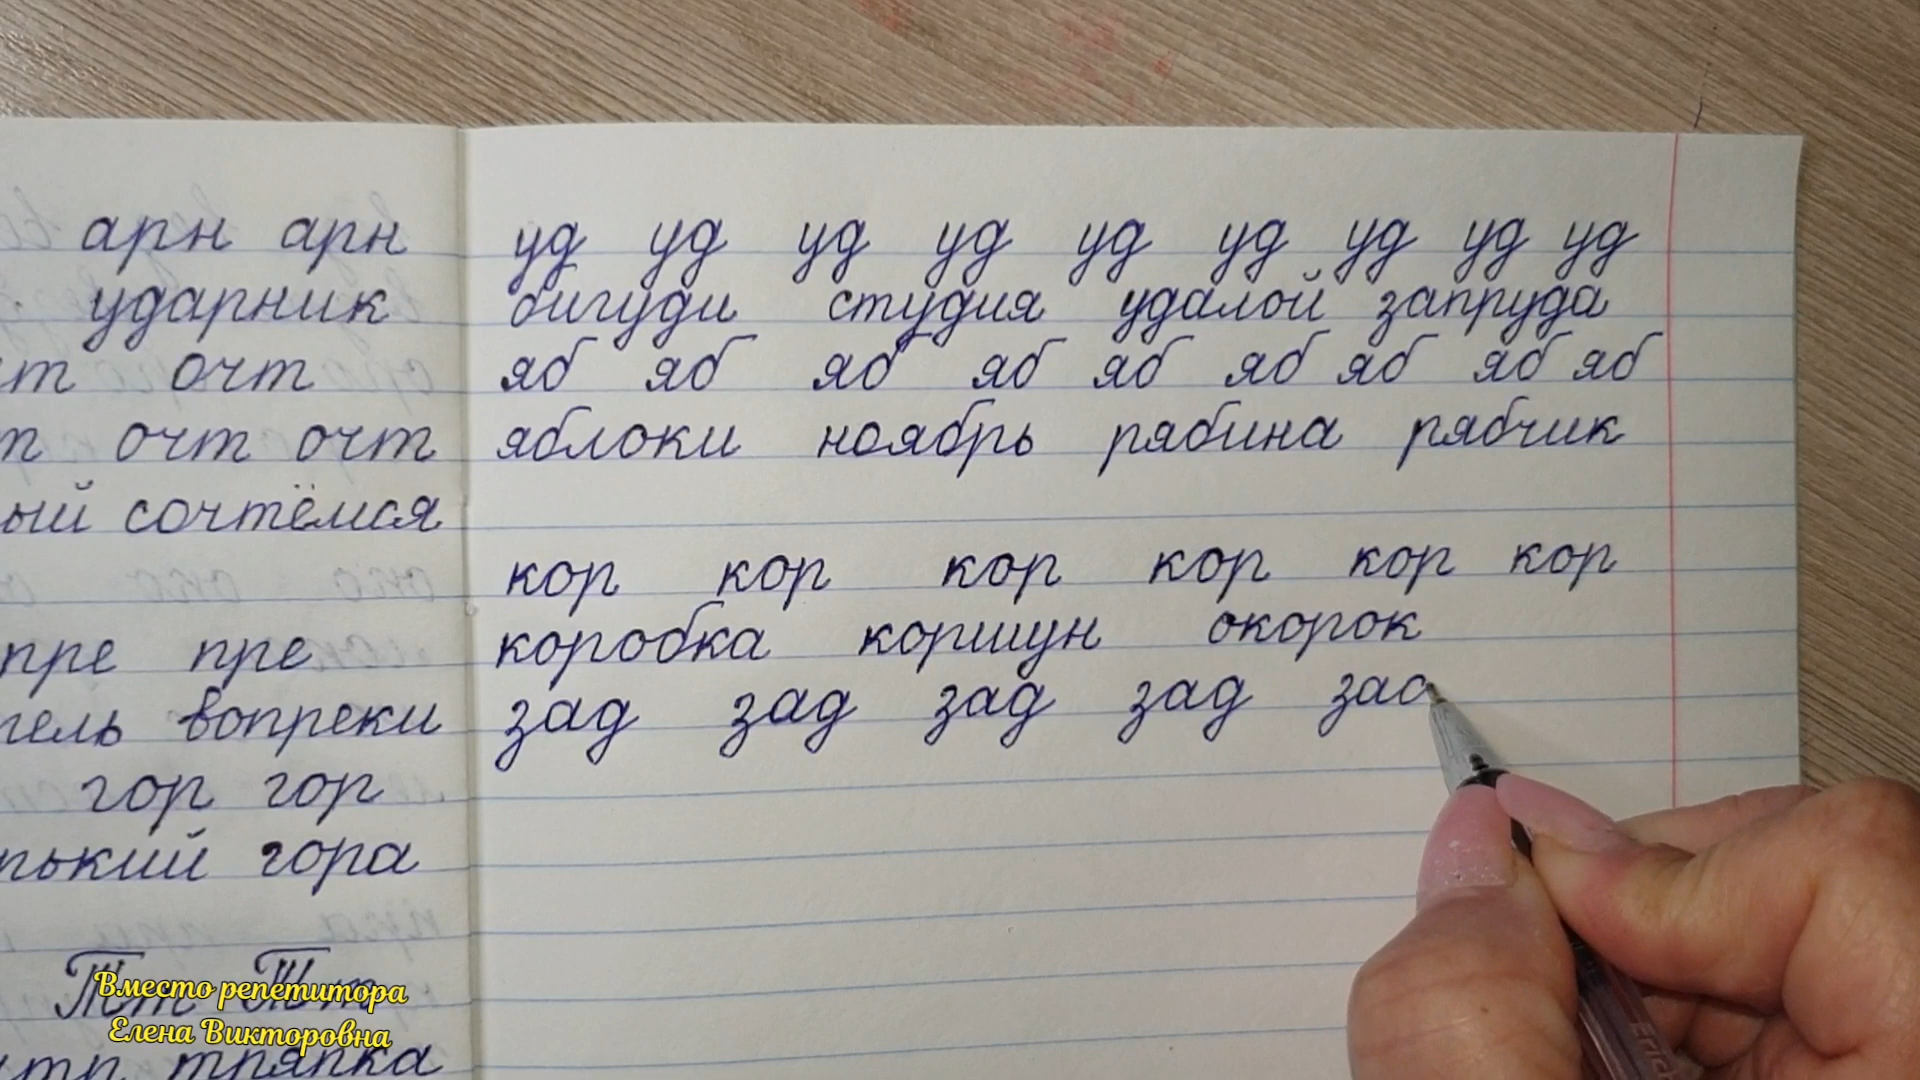 арн арн
ударник
очт
очт очт
сочтёмся
пре пре
вопреки
гор гор
гора
тряпка
уд уд уд уд уд уд уд уд уд
бигуди студия удалой запруда
яб яб яб яб яб яб яб яб яб
яблоки ноябрь рябина рябчик
кор кор кор кор кор кор
коробка коршун окорок
зад зад зад зад зас
Вместо репетитора
Елена Викторовна